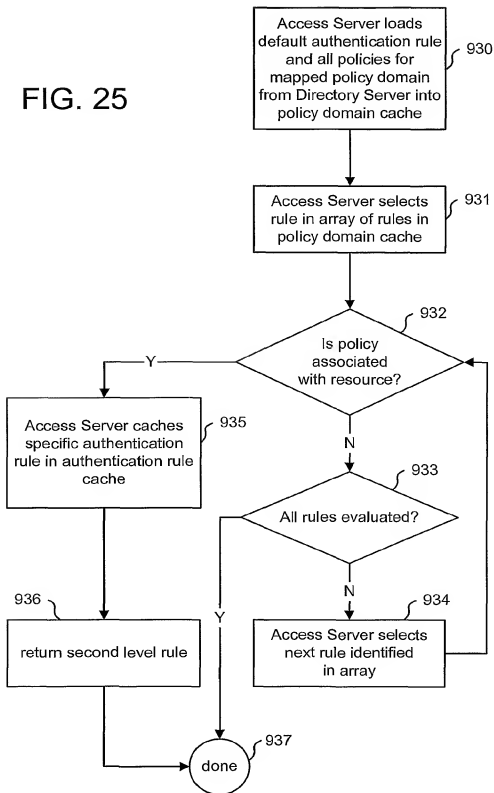 FIG. 25
Access Server loads
default authentication rule
and all policies for
mapped policy domain
from Directory Server into
policy domain cache
930
Access Server selects
rule in array of rules in
policy domain cache
931
932
Is policy
associated
with resource?
Y
N
Access Server caches
specific authentication
rule in authentication rule
cache
935
933
All rules evaluated?
Y
N
936
return second level rule
934
Access Server selects
next rule identified
in array
937
done